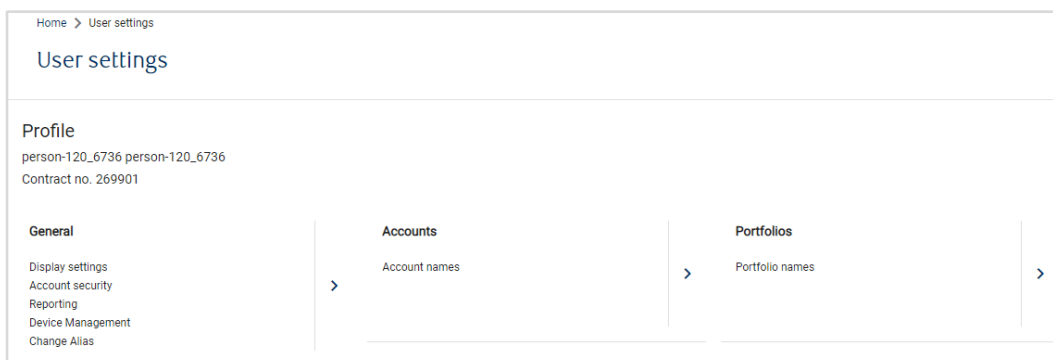 Home > User settings
User settings
Profile
person-120_6736 person-120_6736
Contract no. 269901
General
Display settings
Account security
Reporting
Device Management
Change Alias
Accounts
Account names
Portfolios
Portfolio names